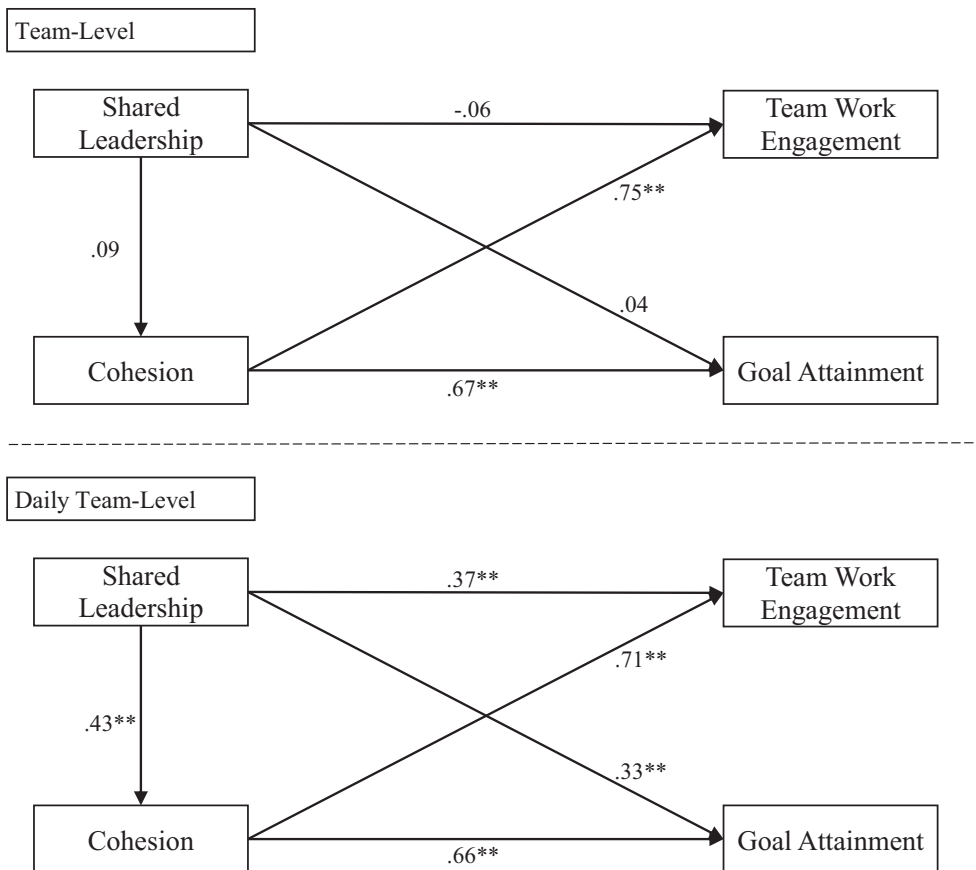 Team-Level
Shared
Leadership
-.06
Team Work
Engagement
.75**
.09
.04
Cohesion
.67**
Goal Attainment
Daily Team-Level
Shared
Leadership
.37**
Team Work
Engagement
.71**
.43**
.33**
Cohesion
.66**
Goal Attainment